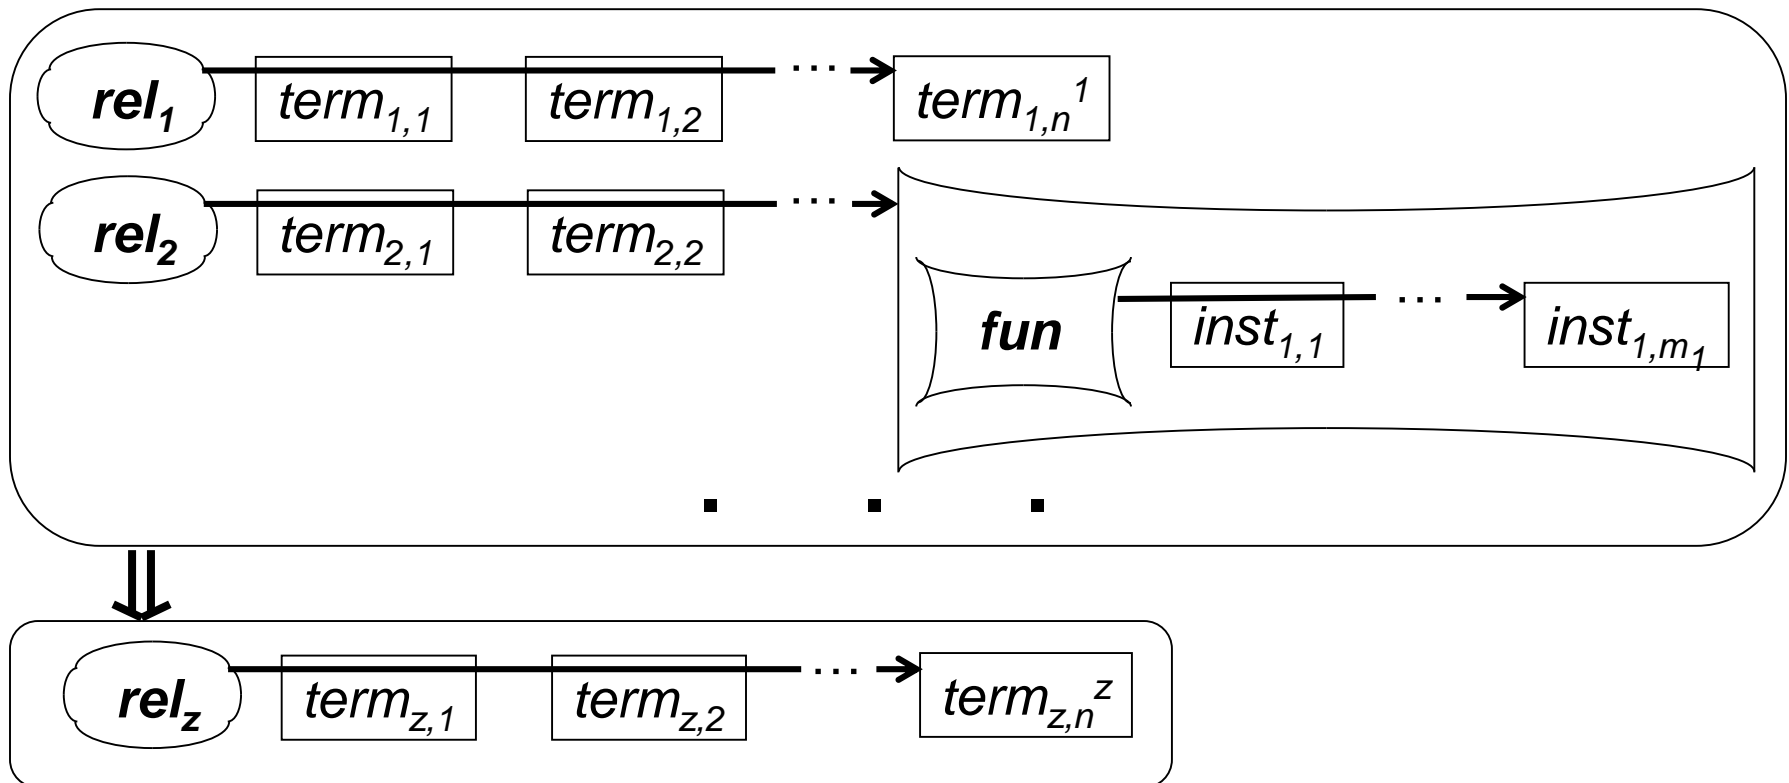 rel1 term1,1 term1,2 ... term1,n1
rel2 term2,1 term2,2 ...
fun inst1,1 ... inst1,m1
. . .
relz termz,1 termz,2 ... termz,nz